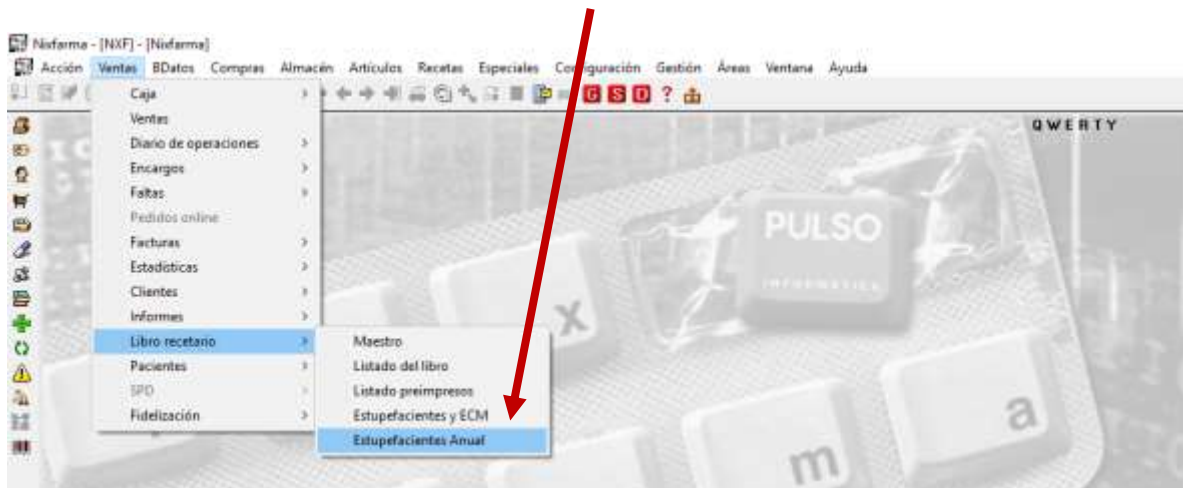 Nixfarma - [NXF] - [Nixfarma]
Acción Ventas BDatos Compras Almacén Artículos Recetas Especiales Configuración Gestión Áreas Ventana Ayuda
G S D ?
QWERTY
Caja
Ventas
Diario de operaciones
Encargos
Faltas
Pedidos online
Facturas
Estadísticas
Clientes
Informes
Libro recetario
Pacientes
SPD
Fidelización
Maestro
Listado del libro
Listado preimpresos
Estupefacientes y ECM
Estupefacientes Anual
PULSO
INFORMATICA
x
a
m